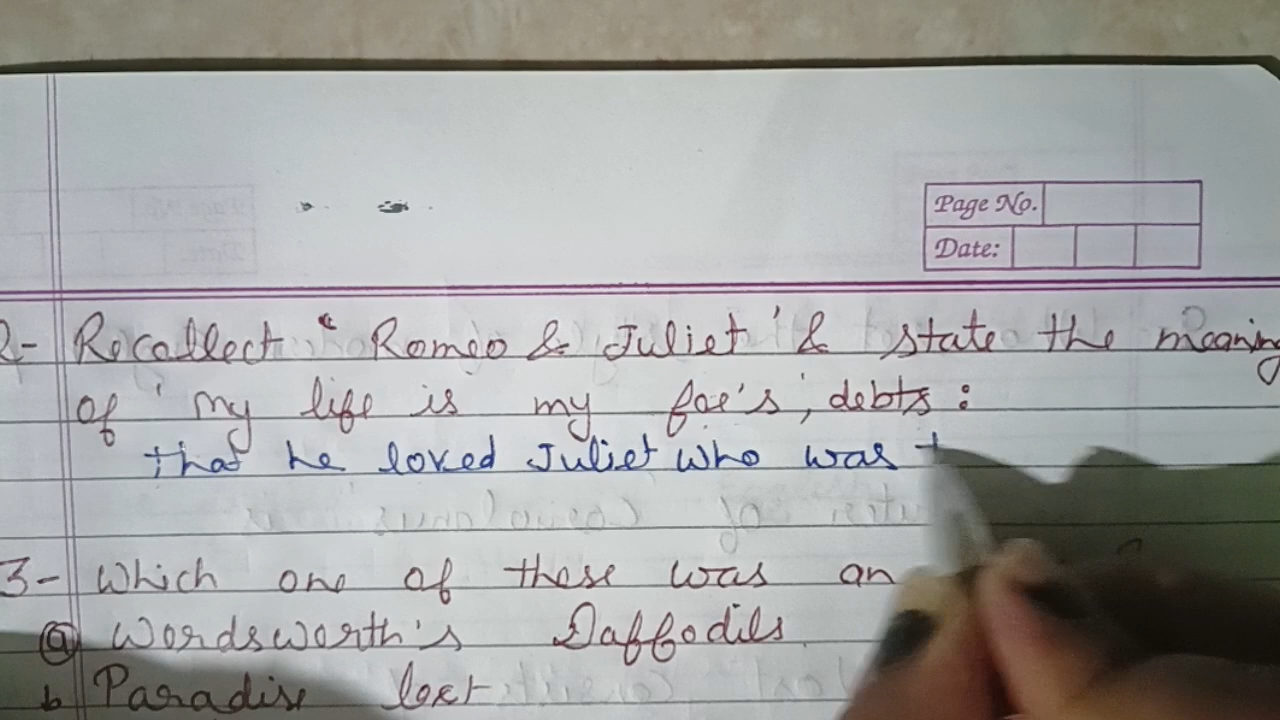 Page No.
Date:
2- Recollect "Romeo & Juliet' & state the meaning
of 'my life is my foe's', debts :
that he loved Juliet who was t
3- Which one of these was an
a Wordsworth's Daffodils
b Paradise lost